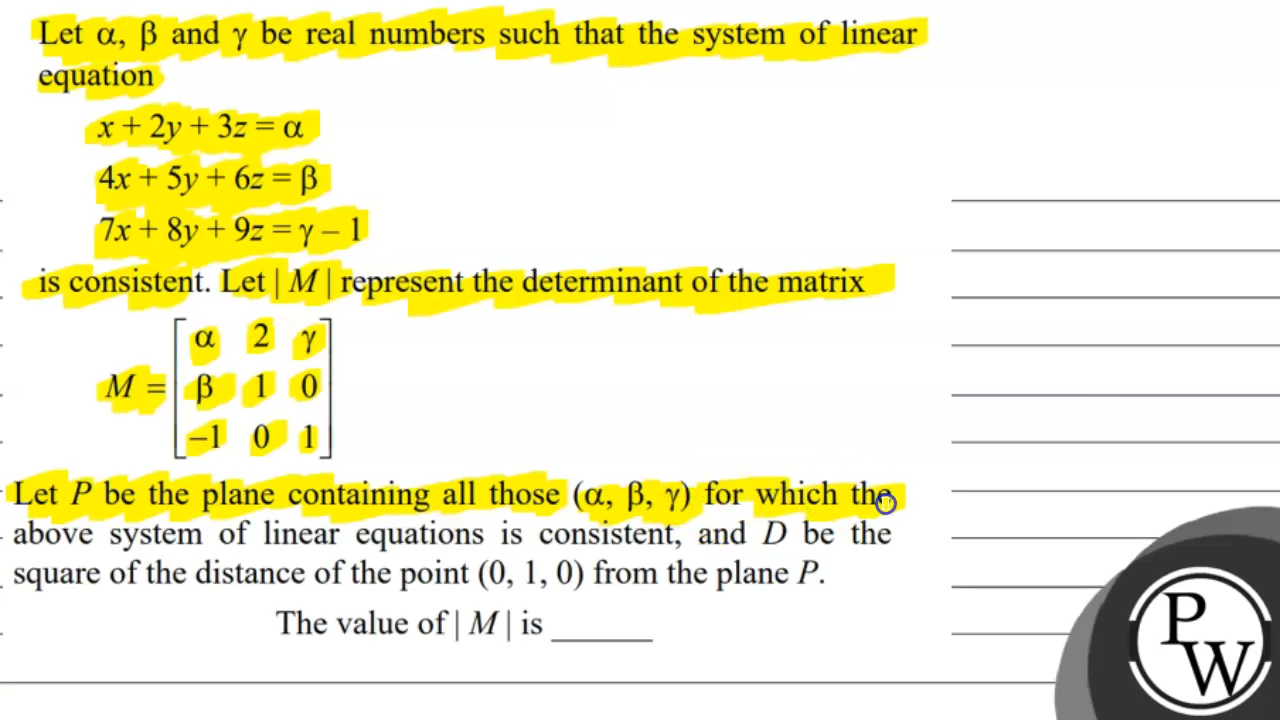 Let α, β and γ be real numbers such that the system of linear
equation
x + 2y + 3z = α
4x + 5y + 6z = β
7x + 8y + 9z = γ – 1
is consistent. Let | M | represent the determinant of the matrix
α 2 γ
M = β 1 0
–1 0 1
Let P be the plane containing all those (α, β, γ) for which the
above system of linear equations is consistent, and D be the
square of the distance of the point (0, 1, 0) from the plane P.
The value of | M | is ______
P
W